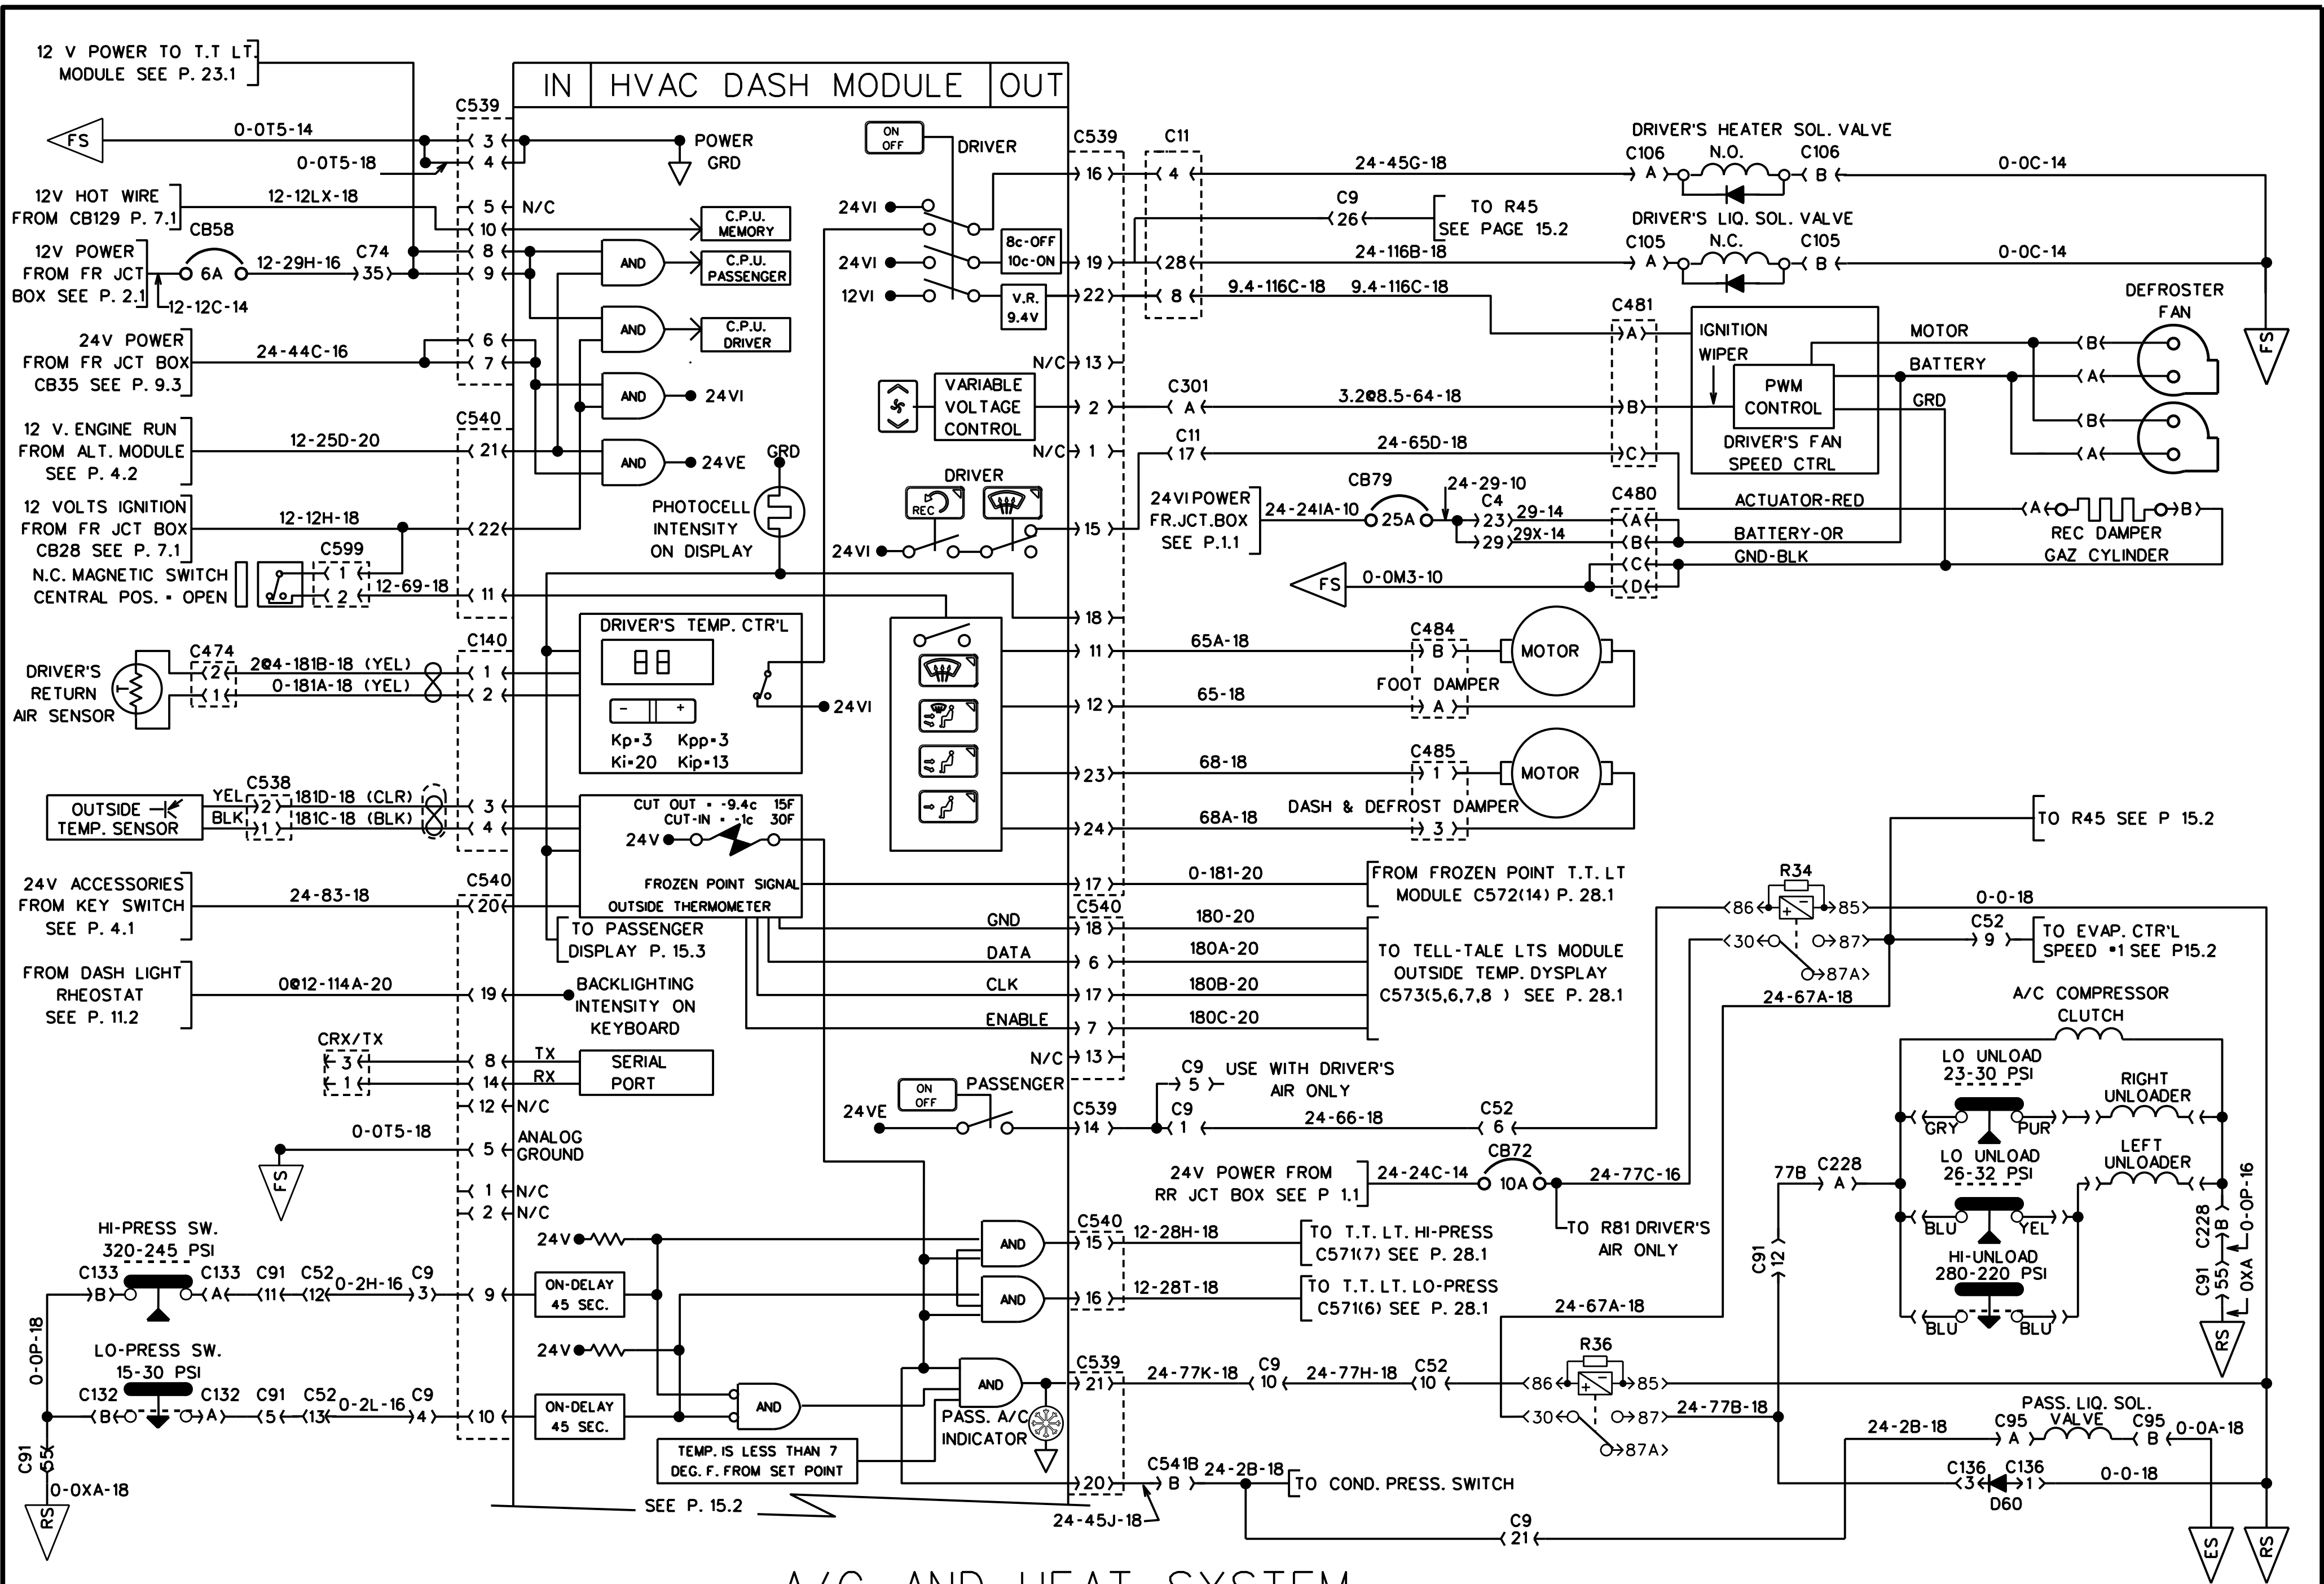 12 V POWER TO T.T LT.
MODULE SEE P. 23.1
IN
HVAC DASH MODULE
OUT
C539
FS
0-0T5-14
0-0T5-18
3
4
POWER
GRD
12V HOT WIRE
FROM CB129 P. 7.1
12-12LX-18
5
N/C
10
C.P.U.
MEMORY
12V POWER
FROM FR JCT
BOX SEE P. 2.1
CB58
6A
12-29H-16
C74
35
12-12C-14
8
9
AND
C.P.U.
PASSENGER
AND
C.P.U.
DRIVER
24V POWER
FROM FR JCT BOX
CB35 SEE P. 9.3
24-44C-16
6
7
AND
24VI
C540
12 V. ENGINE RUN
FROM ALT. MODULE
SEE P. 4.2
12-25D-20
21
AND
24VE
GRD
12 VOLTS IGNITION
FROM FR JCT BOX
CB28 SEE P. 7.1
12-12H-18
22
PHOTOCELL
INTENSITY
ON DISPLAY
C599
N.C. MAGNETIC SWITCH
CENTRAL POS. = OPEN
1
2
12-69-18
11
C140
DRIVER'S
RETURN
AIR SENSOR
T
C474
2
1
2@4-181B-18 (YEL)
0-181A-18 (YEL)
1
2
DRIVER'S TEMP. CTR'L
88
- +
24VI
Kp=3 Kpp=3
Ki=20 Kip=13
OUTSIDE
TEMP. SENSOR
YEL
BLK
C538
2
1
181D-18 (CLR)
181C-18 (BLK)
3
4
CUT OUT = -9.4c 15F
CUT-IN = -1c 30F
24V
FROZEN POINT SIGNAL
OUTSIDE THERMOMETER
24V ACCESSORIES
FROM KEY SWITCH
SEE P. 4.1
24-83-18
C540
20
TO PASSENGER
DISPLAY P. 15.3
FROM DASH LIGHT
RHEOSTAT
SEE P. 11.2
0@12-114A-20
19
BACKLIGHTING
INTENSITY ON
KEYBOARD
CRX/TX
3
1
8
14
TX
RX
SERIAL
PORT
12
N/C
0-0T5-18
FS
5
ANALOG
GROUND
1
N/C
2
N/C
HI-PRESS SW.
320-245 PSI
C133
B
C133
A
C91
11
C52
12
0-2H-16
C9
3
9
24V
ON-DELAY
45 SEC.
0-0P-18
LO-PRESS SW.
15-30 PSI
C132
B
C132
A
C91
5
C52
13
0-2L-16
C9
4
10
24V
ON-DELAY
45 SEC.
C91
55
0-0XA-18
RS
AND
TEMP. IS LESS THAN 7
DEG. F. FROM SET POINT
SEE P. 15.2
AND
AND
AND
PASS. A/C
INDICATOR
ON
OFF
DRIVER
24VI
24VI
12VI
8c-OFF
10c-ON
V.R.
9.4V
VARIABLE
VOLTAGE
CONTROL
DRIVER
REC
24VI
GND
DATA
CLK
ENABLE
ON
OFF
PASSENGER
24VE
C539
16
19
22
N/C
13
2
N/C
1
15
18
11
12
23
24
17
C540
18
6
17
7
N/C
13
C539
14
C540
15
16
C539
21
20
C11
4
28
8
24-45G-18
C9
26
TO R45
SEE PAGE 15.2
24-116B-18
9.4-116C-18 9.4-116C-18
DRIVER'S HEATER SOL. VALVE
C106
A
N.O.
C106
B
0-0C-14
DRIVER'S LIQ. SOL. VALVE
C105
A
N.C.
C105
B
0-0C-14
FS
C301
A
3.2@8.5-64-18
C11
17
24-65D-18
C481
A
B
C
IGNITION
WIPER
PWM
CONTROL
DRIVER'S FAN
SPEED CTRL
MOTOR
BATTERY
GRD
DEFROSTER
FAN
B
A
B
A
24VI POWER
FR. JCT. BOX
SEE P. 1.1
24-24IA-10
CB79
25A
24-29-10
C4
23
29
29-14
29X-14
C480
A
B
C
D
ACTUATOR-RED
BATTERY-OR
GND-BLK
A
B
REC DAMPER
GAZ CYLINDER
FS
0-0M3-10
65A-18
C484
B
MOTOR
FOOT DAMPER
65-18
A
68-18
C485
1
MOTOR
DASH & DEFROST DAMPER
68A-18
3
0-181-20
FROM FROZEN POINT T.T. LT
MODULE C572(14) P. 28.1
180-20
180A-20
180B-20
180C-20
TO TELL-TALE LTS MODULE
OUTSIDE TEMP. DYSPLAY
C573(5,6,7,8 ) SEE P. 28.1
TO R45 SEE P 15.2
R34
86
85
30
87
87A
+ -
0-0-18
C52
9
TO EVAP. CTR'L
SPEED #1 SEE P15.2
24-67A-18
C9
5
USE WITH DRIVER'S
AIR ONLY
C9
1
24-66-18
C52
6
24V POWER FROM
RR JCT BOX SEE P 1.1
24-24C-14
CB72
10A
24-77C-16
TO R81 DRIVER'S
AIR ONLY
12-28H-18
TO T.T. LT. HI-PRESS
C571(7) SEE P. 28.1
12-28T-18
TO T.T. LT. LO-PRESS
C571(6) SEE P. 28.1
24-67A-18
24-77K-18
C9
10
24-77H-18
C52
10
R36
86
85
30
87
87A
+ -
24-77B-18
A/C COMPRESSOR
CLUTCH
LO UNLOAD
23-30 PSI
GRY
PUR
RIGHT
UNLOADER
LO UNLOAD
26-32 PSI
BLU
YEL
LEFT
UNLOADER
HI-UNLOAD
280-220 PSI
BLU
BLU
77B
C228
A
C91
12
C228
B
0-0P-16
C91
55
0XA
RS
C541B
B
24-2B-18
TO COND. PRESS. SWITCH
24-45J-18
C9
21
24-2B-18
PASS. LIQ. SOL.
VALVE
C95
A
C95
B
0-0A-18
C136
3
C136
1
D60
0-0-18
ES
RS
A/C AND HEAT SYSTEM